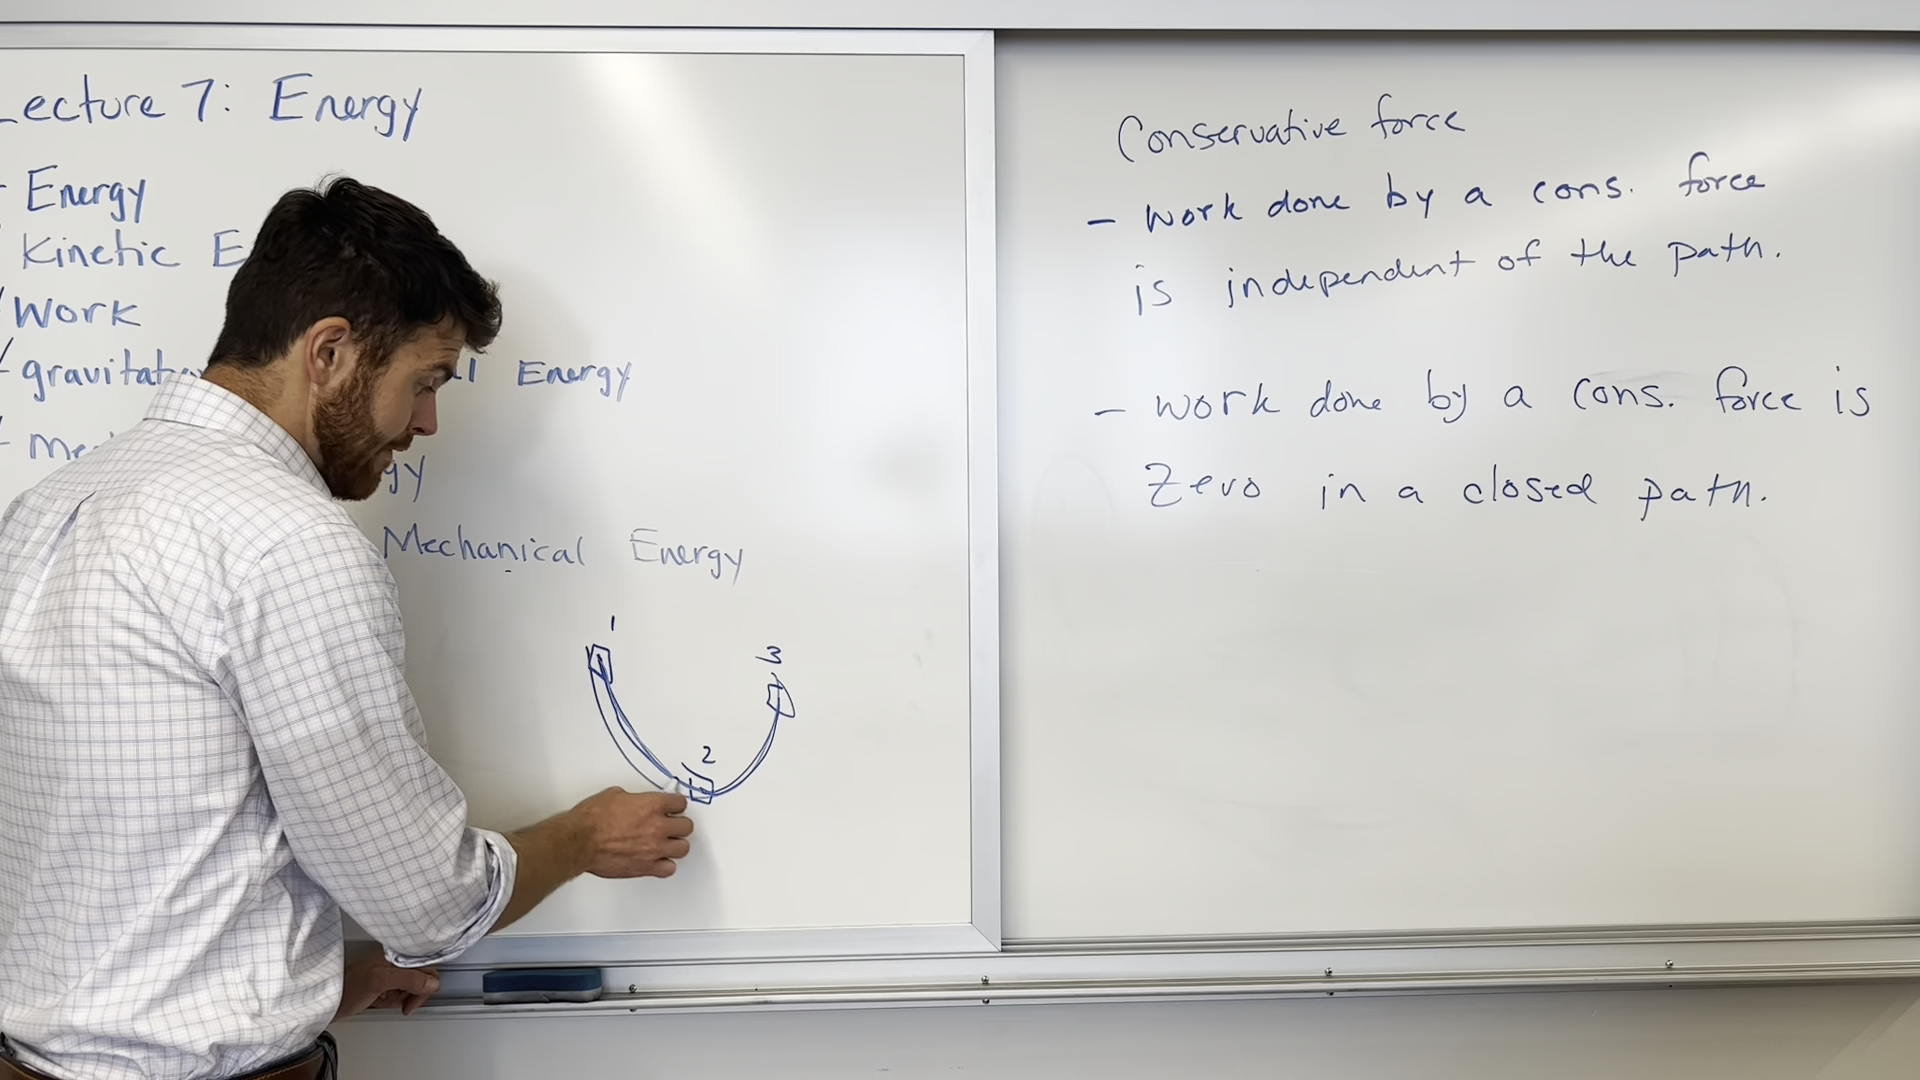 Lecture 7: Energy
- Energy
Kinetic E
Work
gravitat
Energy
Mechanical Energy
1
3
2
Conservative force
- Work done by a cons. force
is independent of the path.
- Work done by a cons. force is
Zero in a closed path.